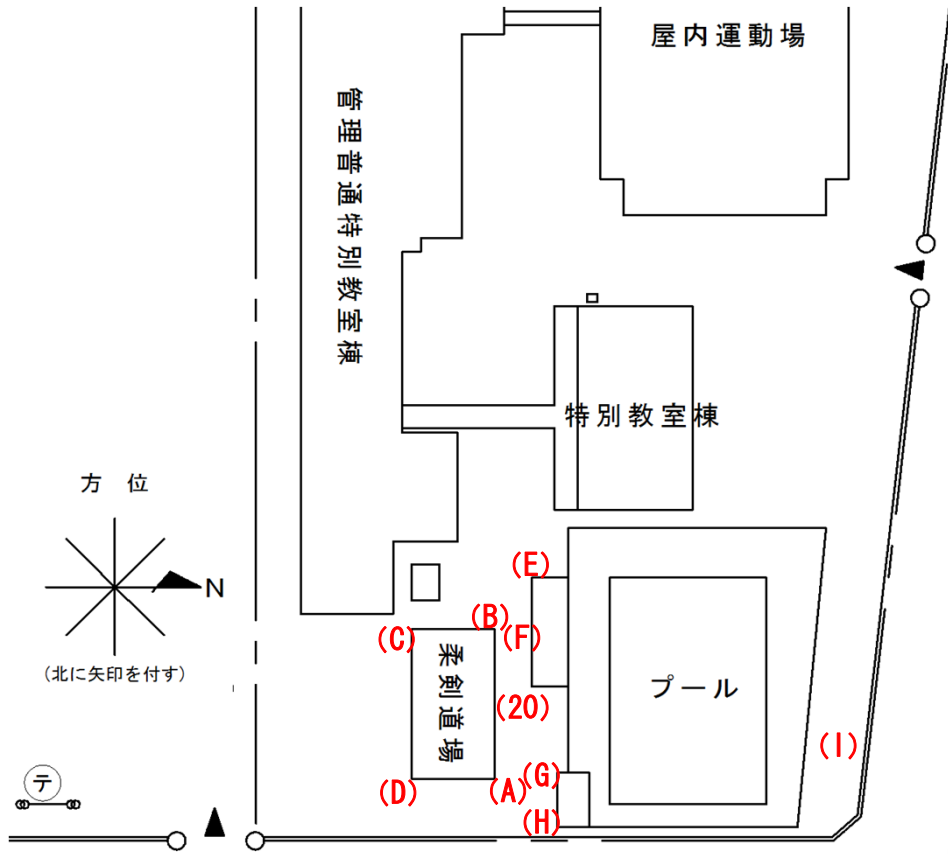 屋内運動場
管理普通特別教室棟
特別教室棟
方 位
N
(北に矢印を付す)
(E)
(B)
(F)
(C)
柔剣道場
プール
(20)
(I)
テ
(D)
(A)
(G)
(H)